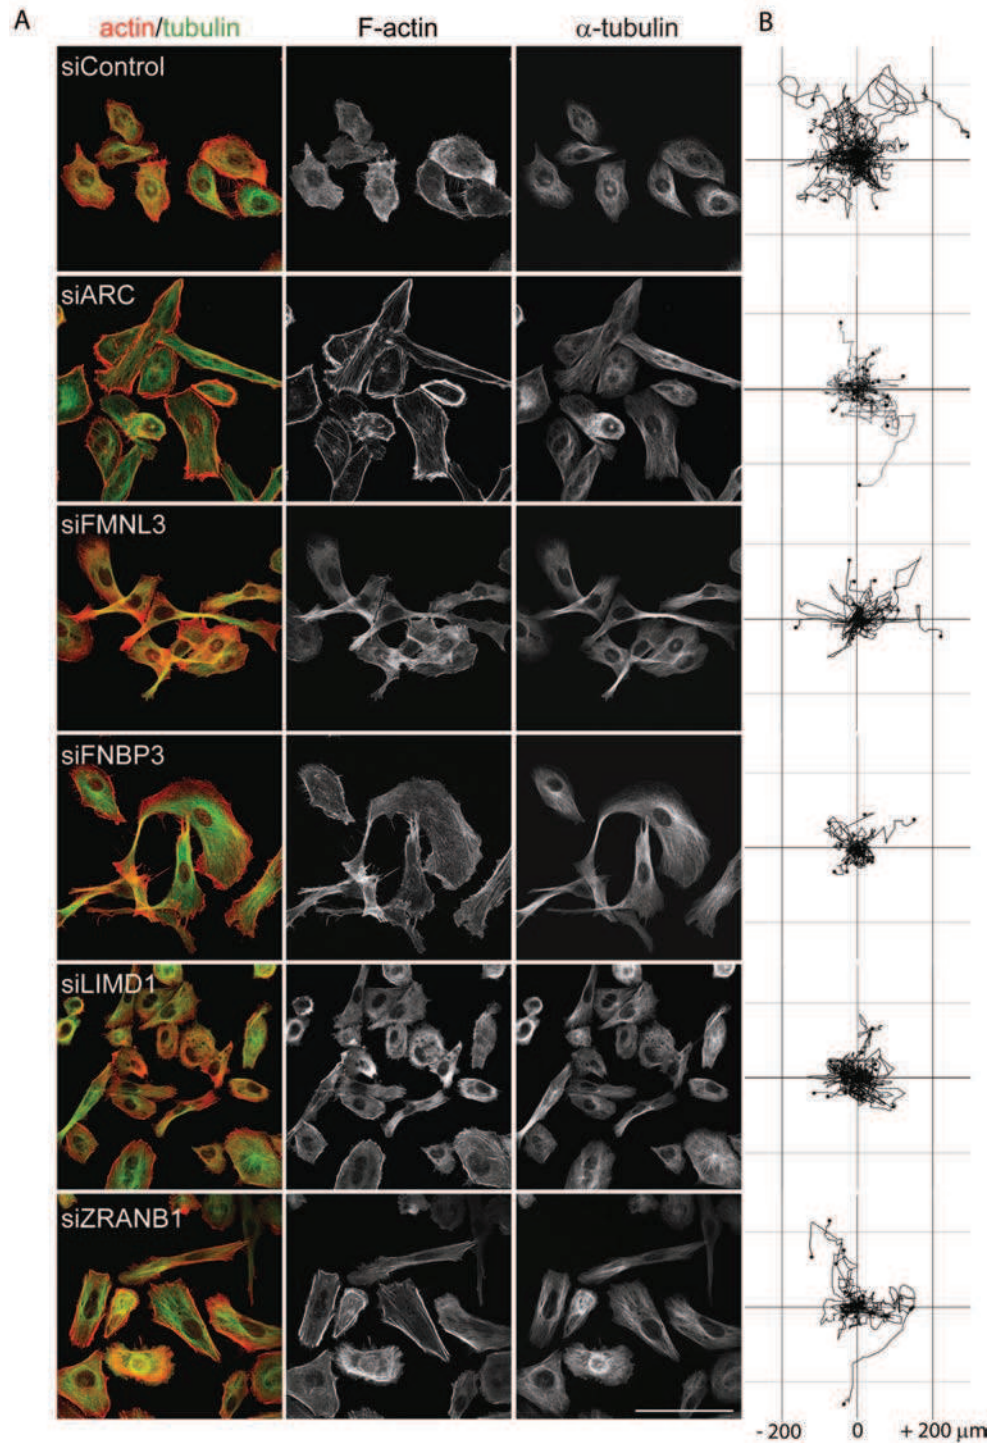 A
actin/tubulin F-actin α-tubulin B
siControl
siARC
siFMNL3
siFNBP3
siLIMD1
siZRANB1
- 200 0 + 200 μm